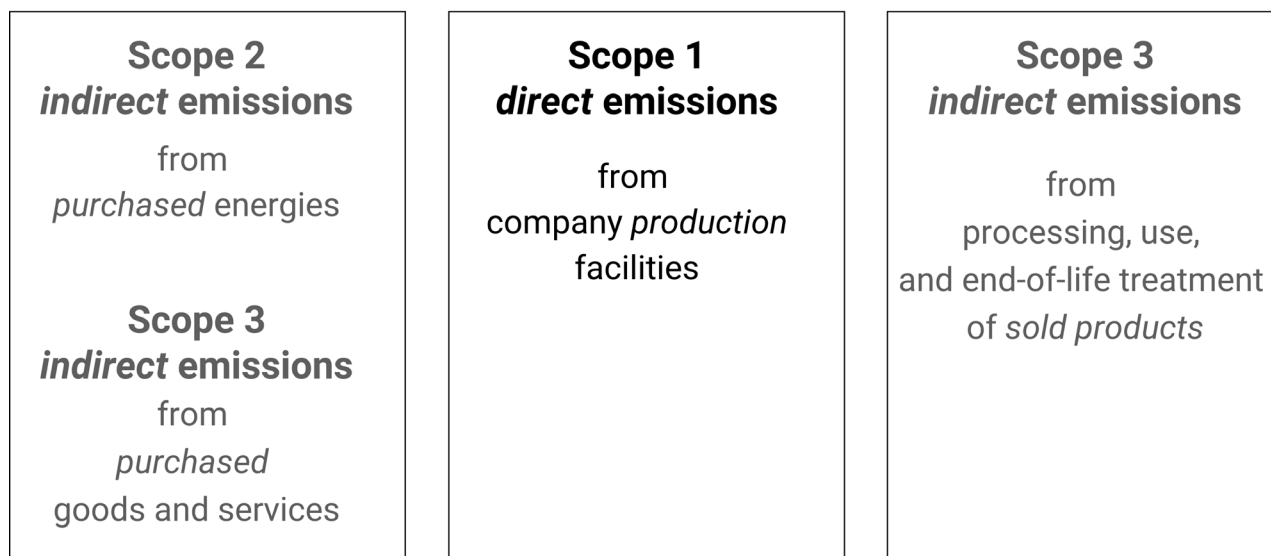 Scope 2
indirect emissions
from
purchased energies
Scope 3
indirect emissions
from
purchased
goods and services
Scope 1
direct emissions
from
company production
facilities
Scope 3
indirect emissions
from
processing, use,
and end-of-life treatment
of sold products